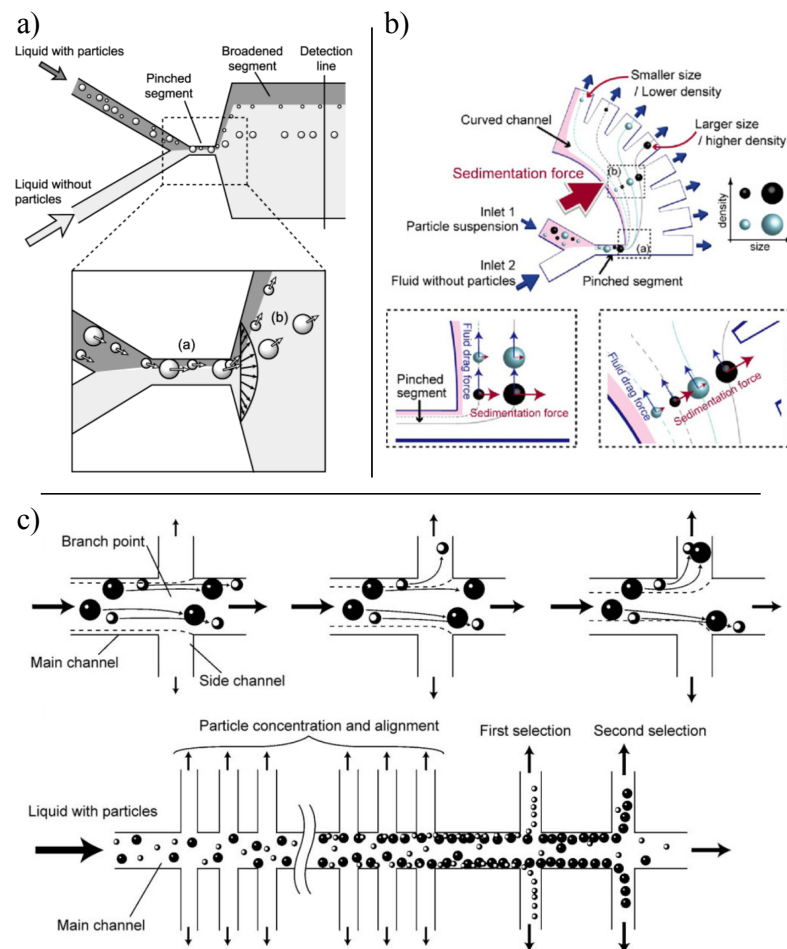 a)
Liquid with particles
Pinched
segment
Broadened
segment
Detection
line
Liquid without
particles
(a)
(b)
b)
Smaller size
/ Lower density
Curved channel
Larger size
/ higher density
Sedimentation force
(b)
Inlet 1
Particle suspension
(a)
Inlet 2
Fluid without particles
Pinched segment
density
size
Pinched
segment
Fluid drag force
Sedimentation force
Fluid drag force
Sedimentation force
c)
Branch point
Main channel
Side channel
Particle concentration and alignment
First selection
Second selection
Liquid with particles
Main channel